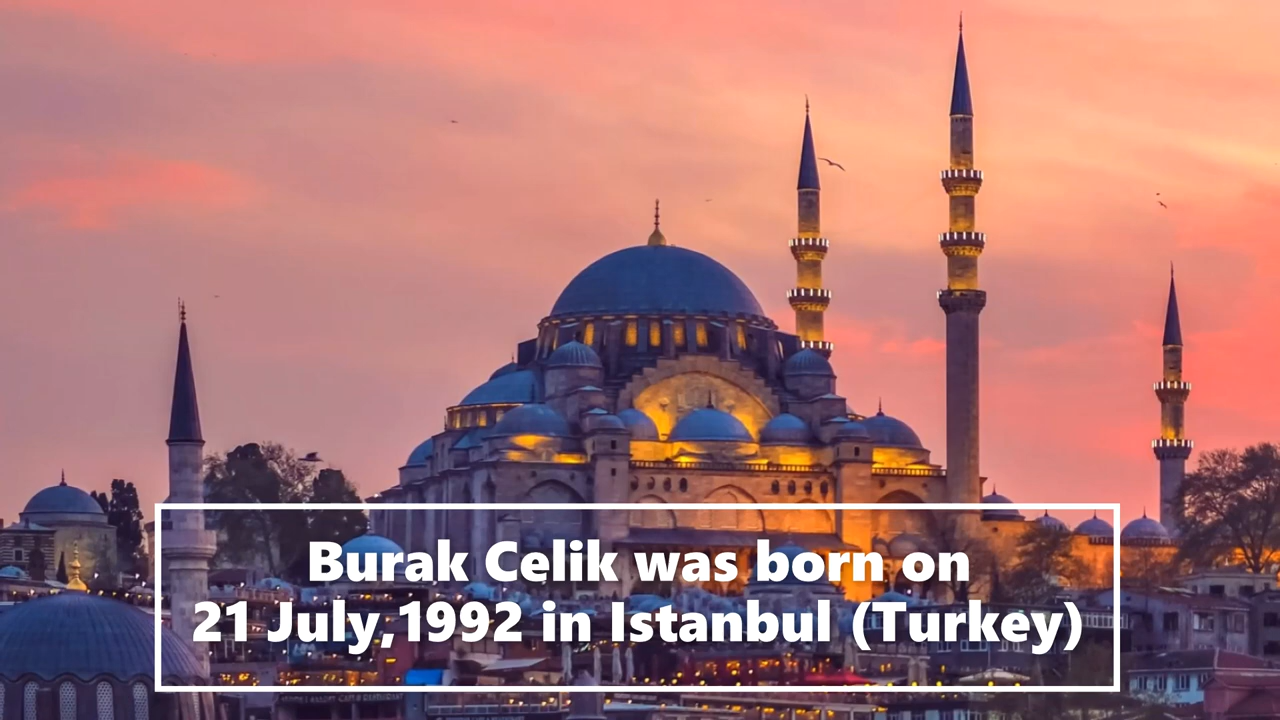 Burak Celik was born on
21 July,1992 in Istanbul (Turkey)